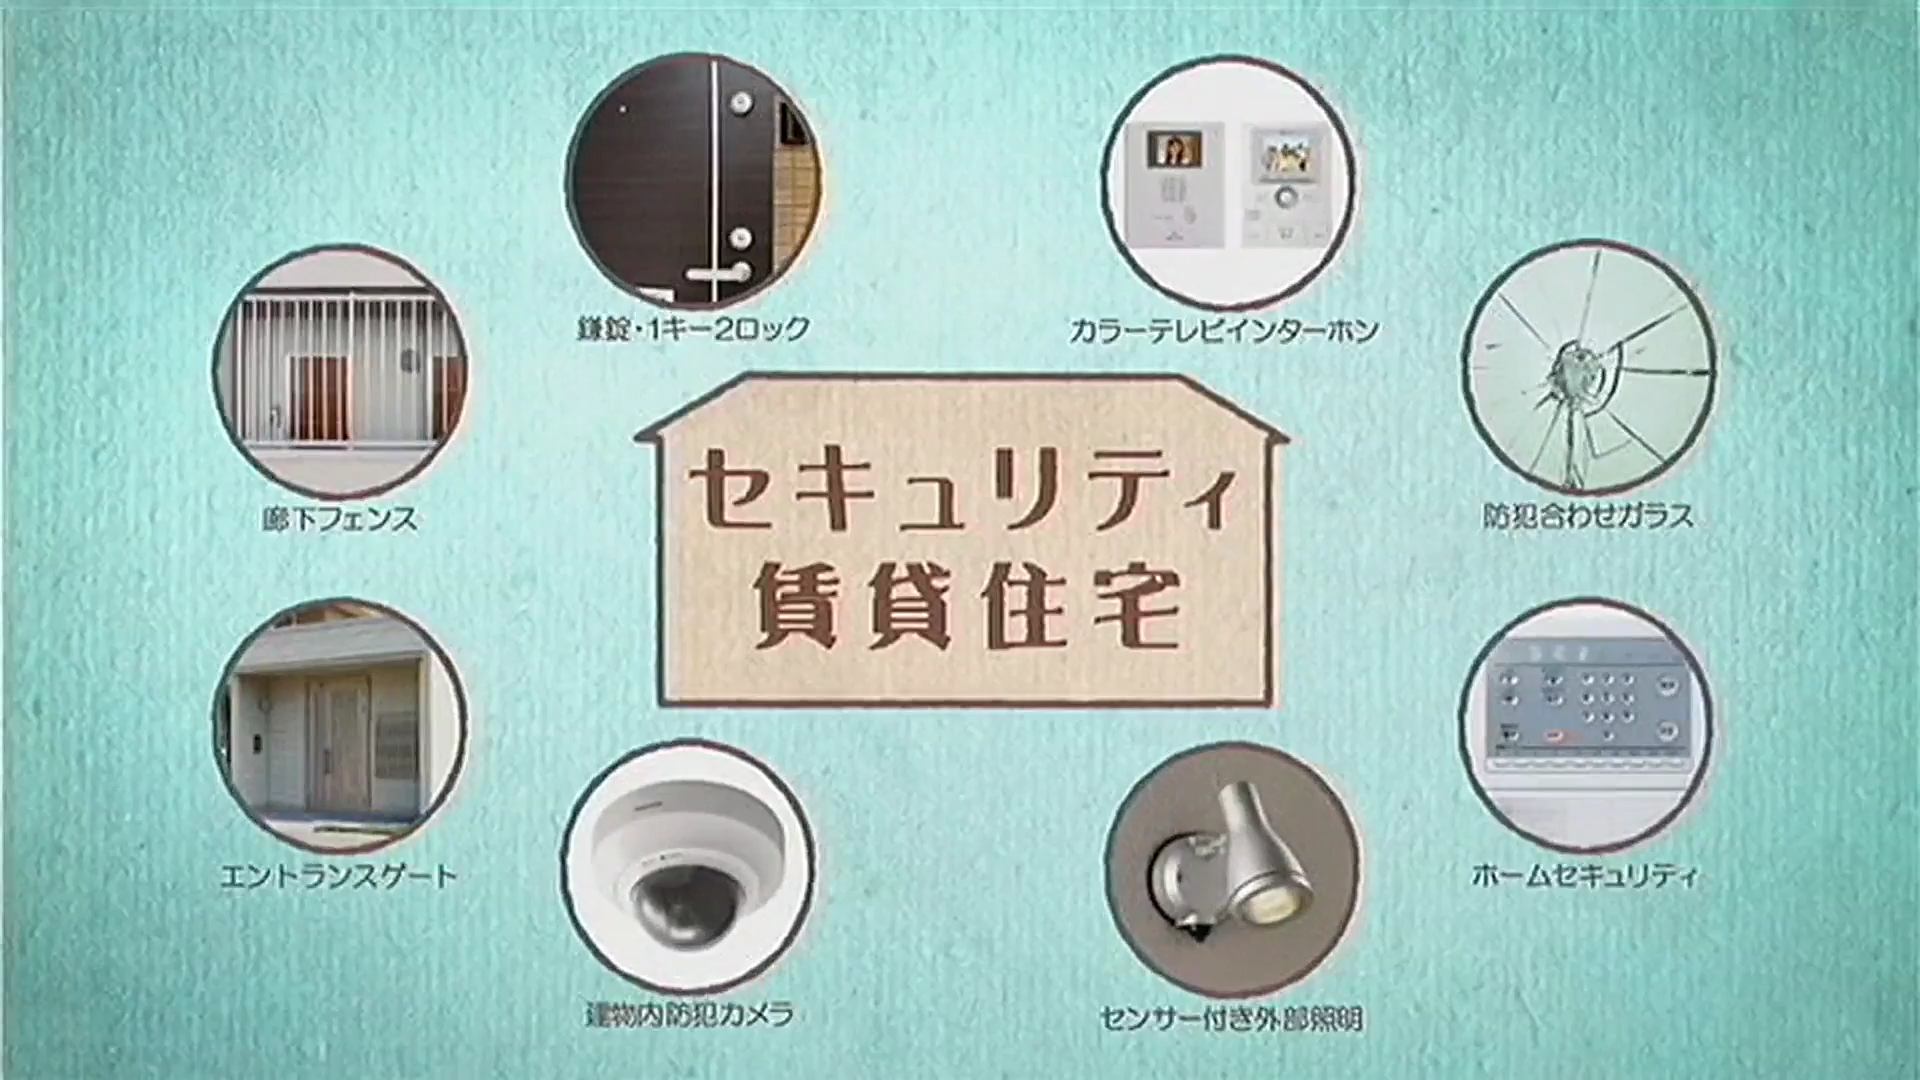 鎌錠・1キー2ロック
カラーテレビインターホン
廊下フェンス
防犯合わせガラス
セキュリティ
賃貸住宅
エントランスゲート
ホームセキュリティ
建物内防犯カメラ
センサー付き外部照明